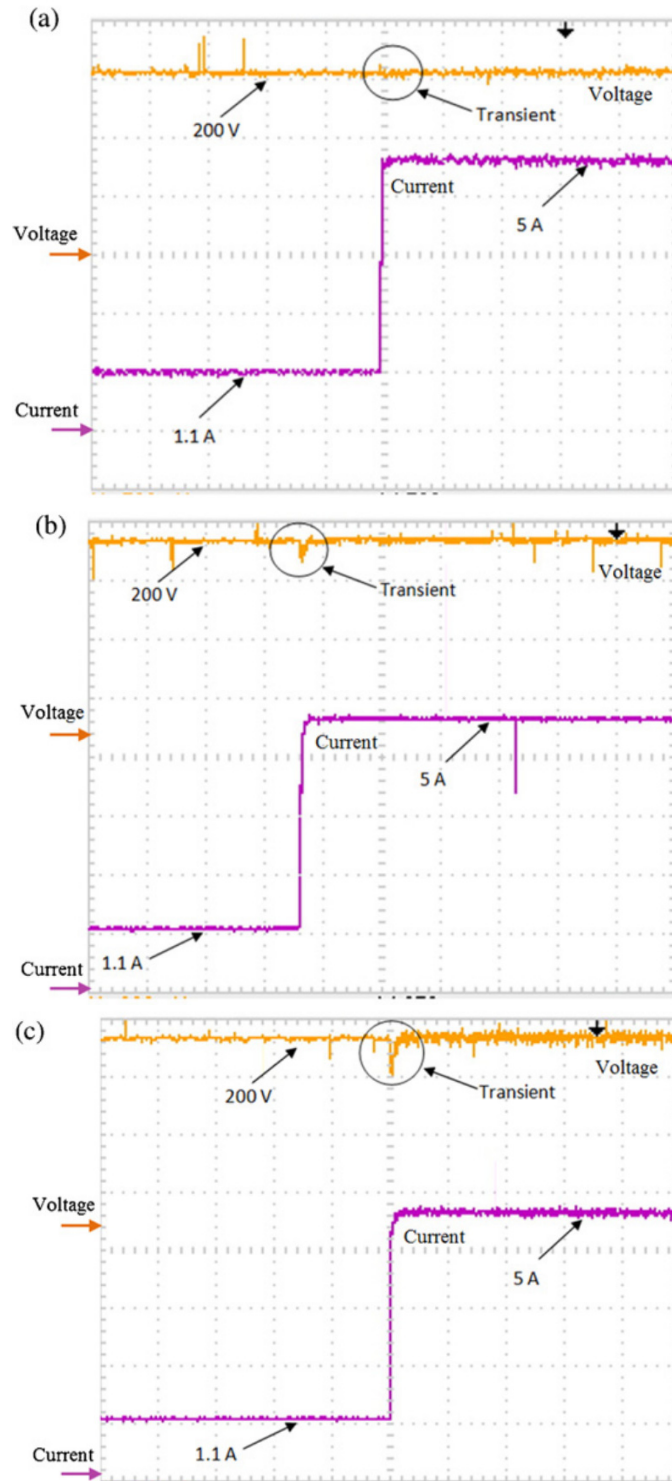 (a)
Voltage
200 V
Transient
Current
5 A
Voltage
1.1 A
Current
(b)
200 V
Transient
Voltage
Voltage
Current
5 A
1.1 A
Current
(c)
200 V
Transient
Voltage
Voltage
Current
5 A
1.1 A
Current